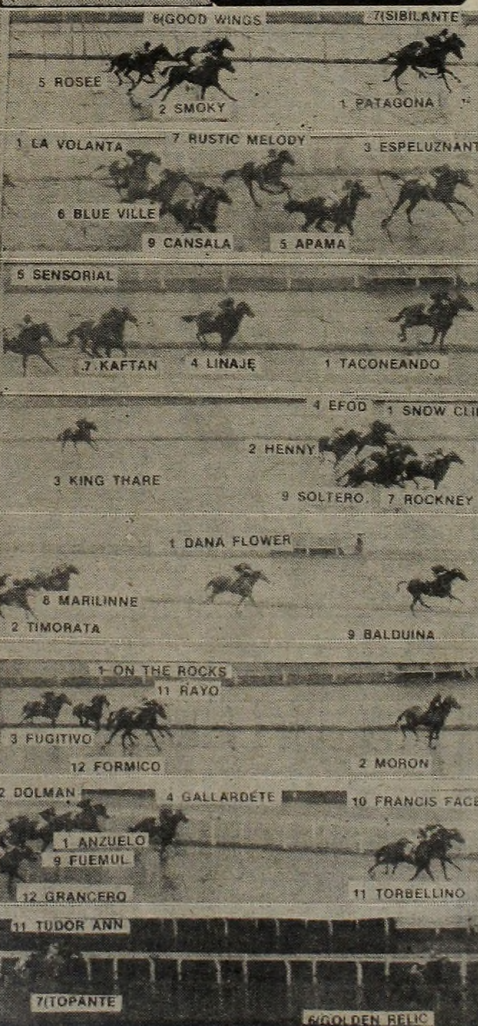 6(GOOD WINGS
7(SIBILANTE
5 ROSEE
2 SMOKY
1 PATAGONA
1 LA VOLANTA
7 RUSTIC MELODY
3 ESPELUZNANT
6 BLUE VILLE
9 CANSALA
5 APAMA
5 SENSORIAL
7 KAFTAN
4 LINAJE
1 TACONEANDO
4 EFOD
1 SNOW CLI
2 HENNY
3 KING THARE
9 SOLTERO
7 ROCKNEY
1 DANA FLOWER
8 MARILINNE
2 TIMORATA
9 BALDUINA
1 ON THE ROCKS
11 RAYO
3 FUGITIVO
12 FORMICO
2 MORON
2 DOLMAN
4 GALLARDETE
10 FRANCIS FACE
1 ANZUELO
9 FUEMUL
12 GRANCERO
11 TORBELLINO
11 TUDOR ANN
7(TOPANTE
6(GOLDEN RELIC